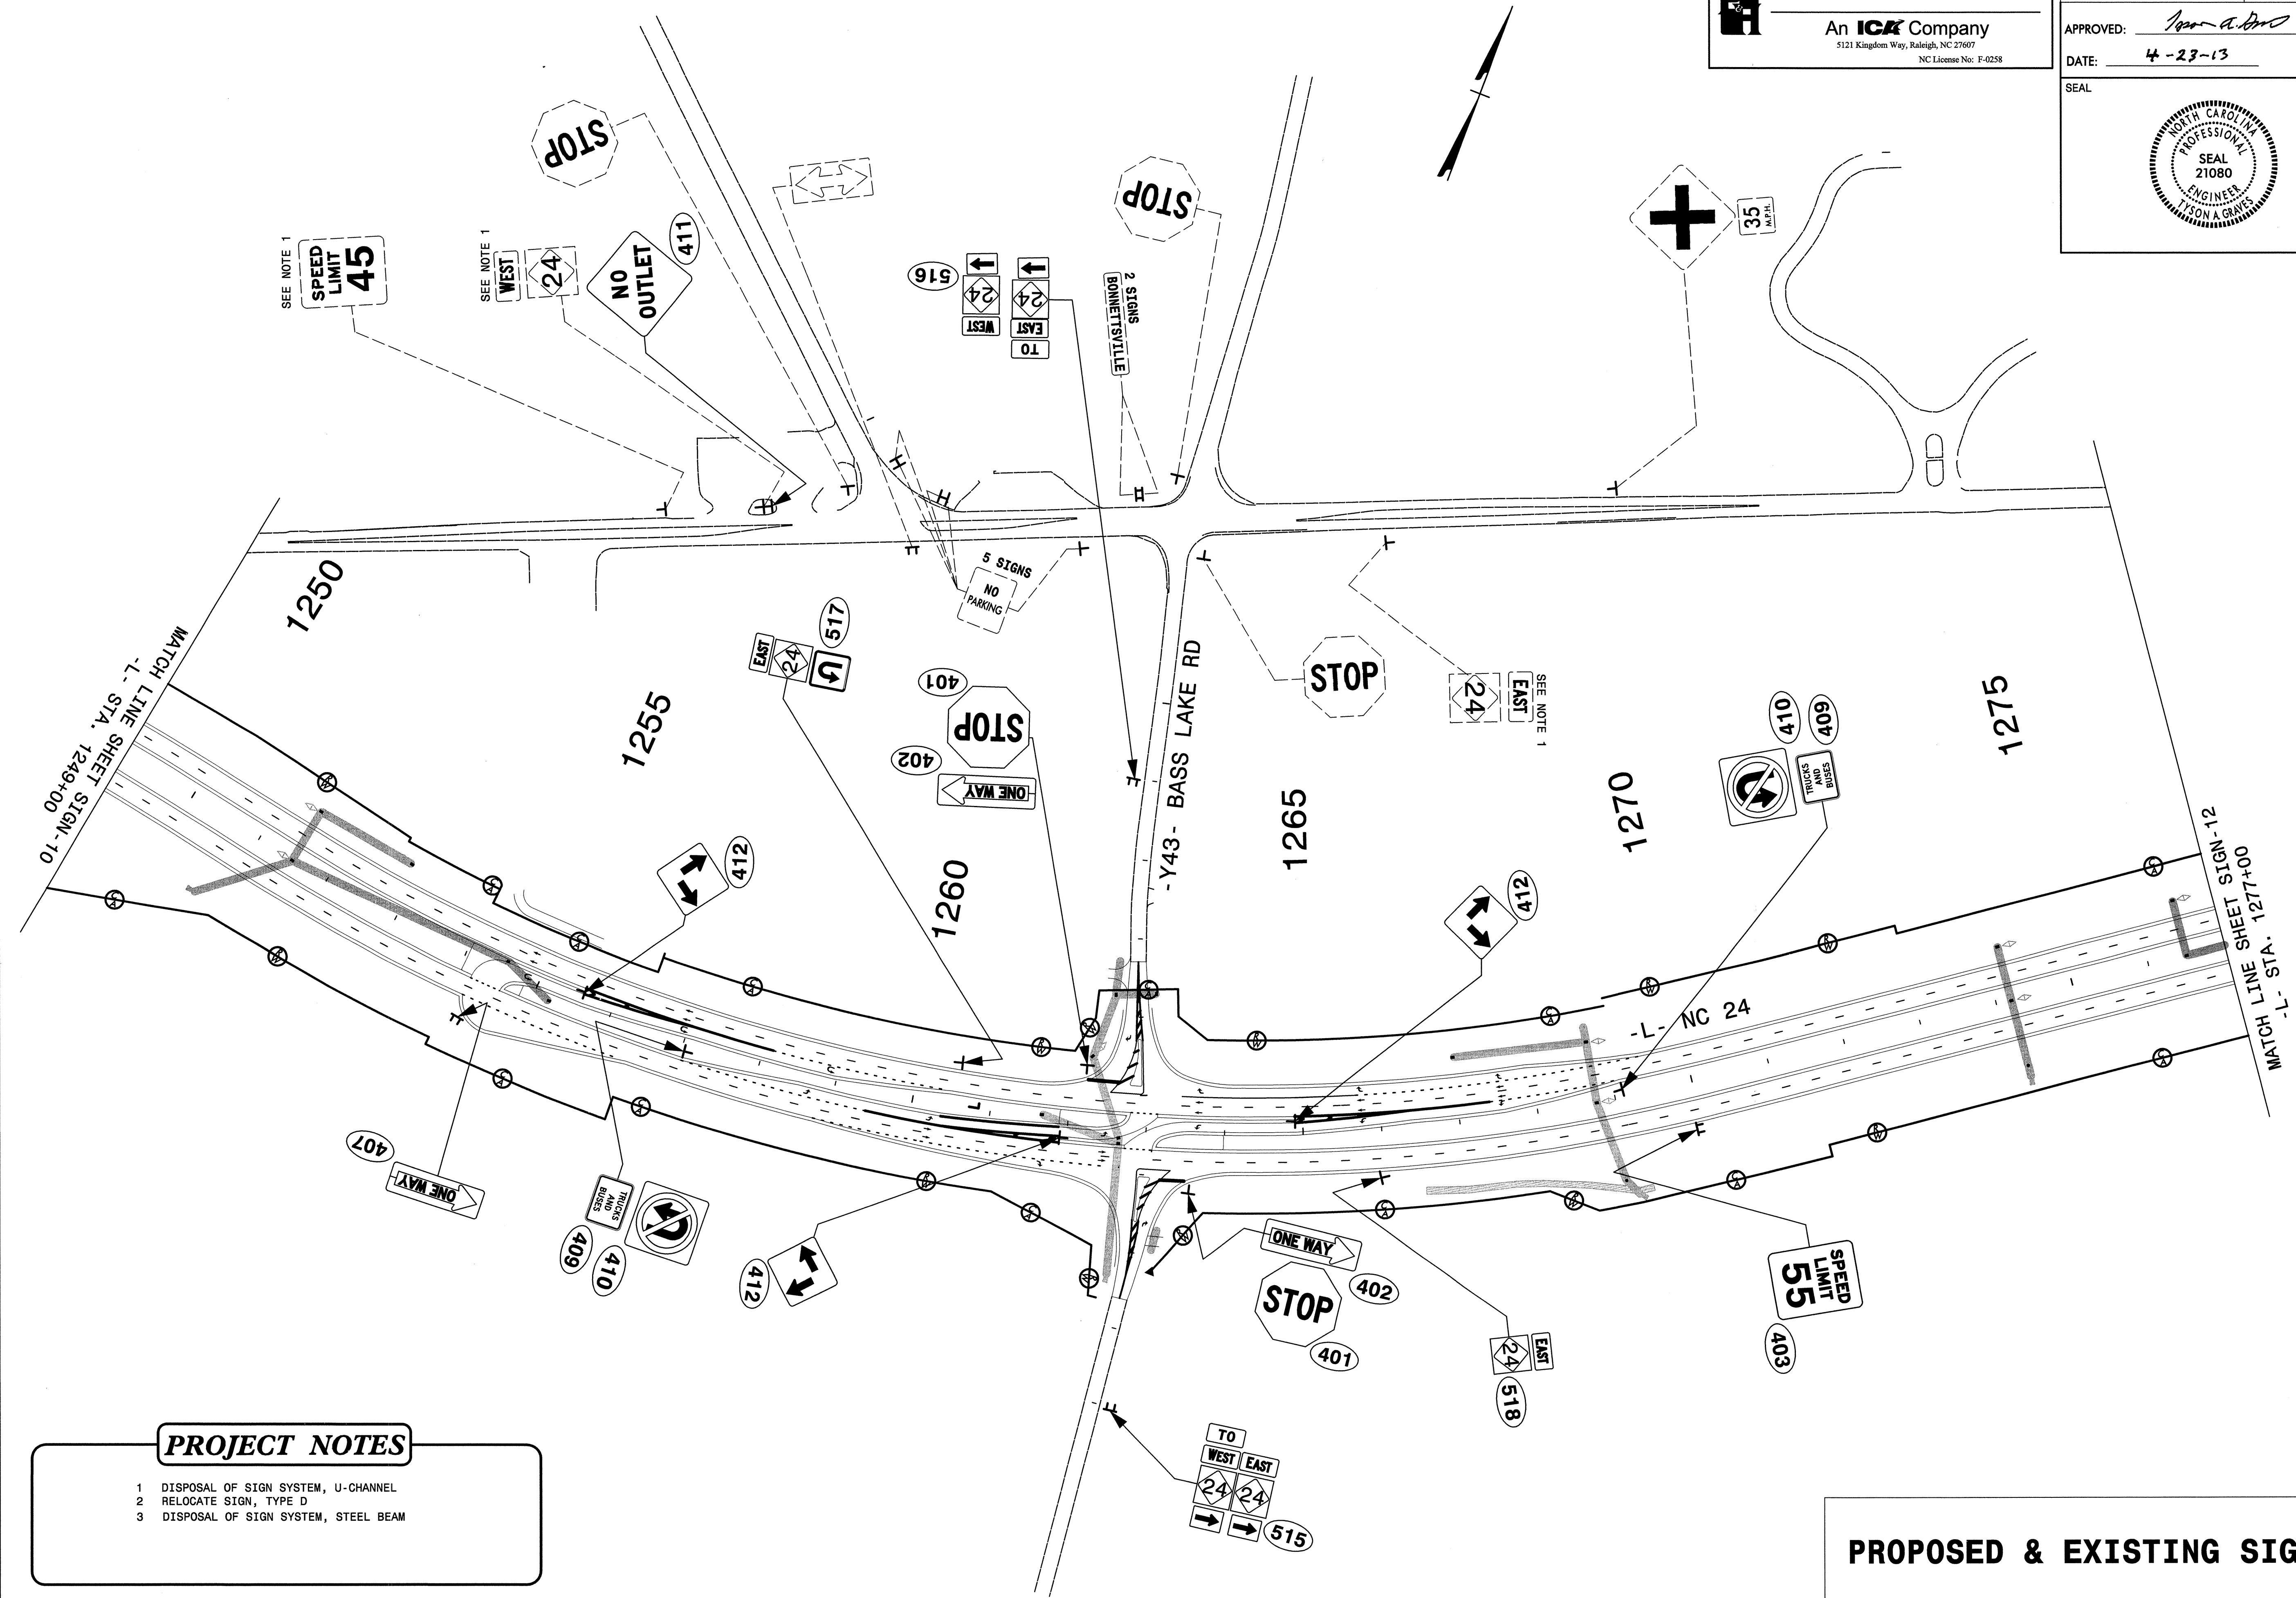 An ICA Company
5121 Kingdom Way, Raleigh, NC 27607
NC License No: F-0258
APPROVED:
DATE: 4-23-13
SEAL
NORTH CAROLINA
PROFESSIONAL
SEAL
21080
ENGINEER
TYSON A. GRAVES
STOP
SEE NOTE 1
SPEED
LIMIT
45
SEE NOTE 1
WEST
24
NO
OUTLET
411
516
24
WEST
24
EAST
TO
STOP
2 SIGNS
BONNETTSVILLE
35
M.P.H.
5 SIGNS
NO
PARKING
1250
1255
1260
1265
1270
1275
MATCH LINE SHEET SIGN-10
-L- STA. 1249+00
EAST
24
517
401
STOP
402
ONE WAY
-Y43- BASS LAKE RD
STOP
24
EAST
SEE NOTE 1
410
409
TRUCKS
AND
BUSES
412
412
MATCH LINE SHEET SIGN-12
-L- STA. 1277+00
-L- NC 24
407
ONE WAY
TRUCKS
AND
BUSES
409
410
412
ONE WAY
402
STOP
401
24
EAST
518
SPEED
LIMIT
55
403
TO
WEST
EAST
24
24
515
PROJECT NOTES
1 DISPOSAL OF SIGN SYSTEM, U-CHANNEL
2 RELOCATE SIGN, TYPE D
3 DISPOSAL OF SIGN SYSTEM, STEEL BEAM
PROPOSED & EXISTING SIG